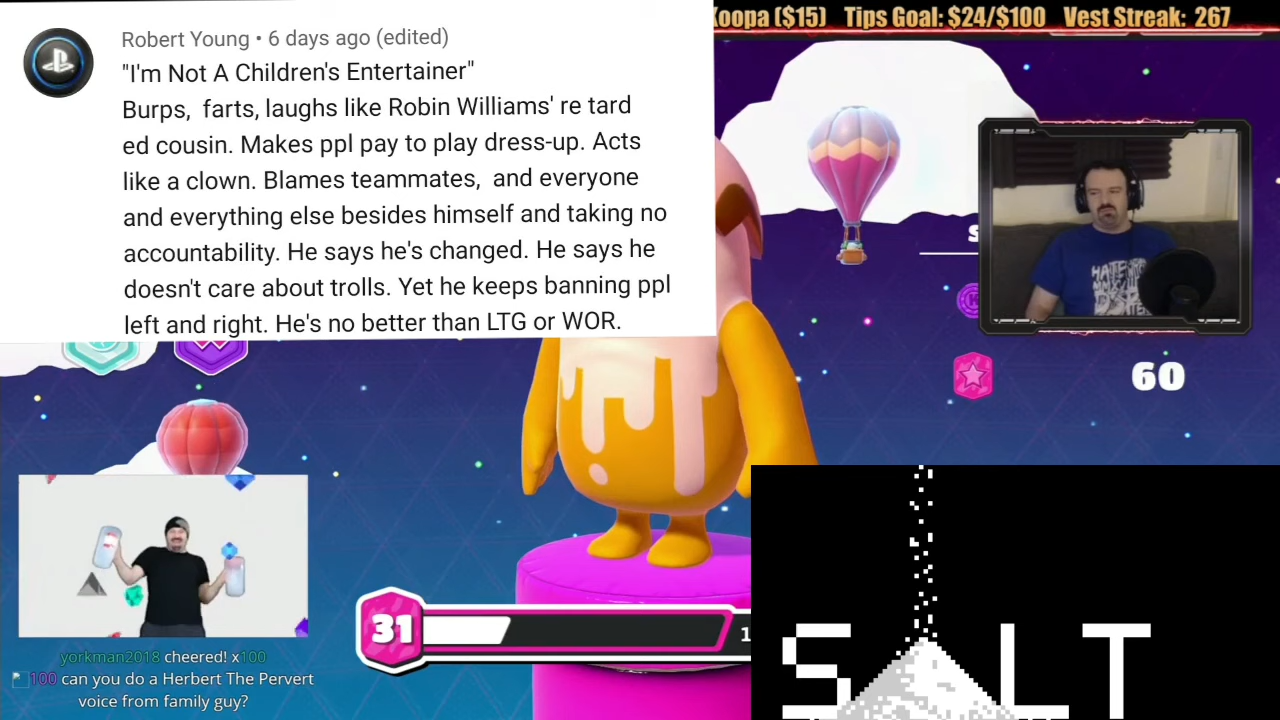 Koopa ($15) Tips Goal: $24/$100 Vest Streak: 267
Robert Young • 6 days ago (edited)
"I'm Not A Children's Entertainer"
Burps, farts, laughs like Robin Williams' re tard
ed cousin. Makes ppl pay to play dress-up. Acts
like a clown. Blames teammates, and everyone
and everything else besides himself and taking no
accountability. He says he's changed. He says he
doesn't care about trolls. Yet he keeps banning ppl
left and right. He's no better than LTG or WOR.
S
60
31
1
yorkman2018 cheered! x100
100 can you do a Herbert The Pervert
voice from family guy?
SALT